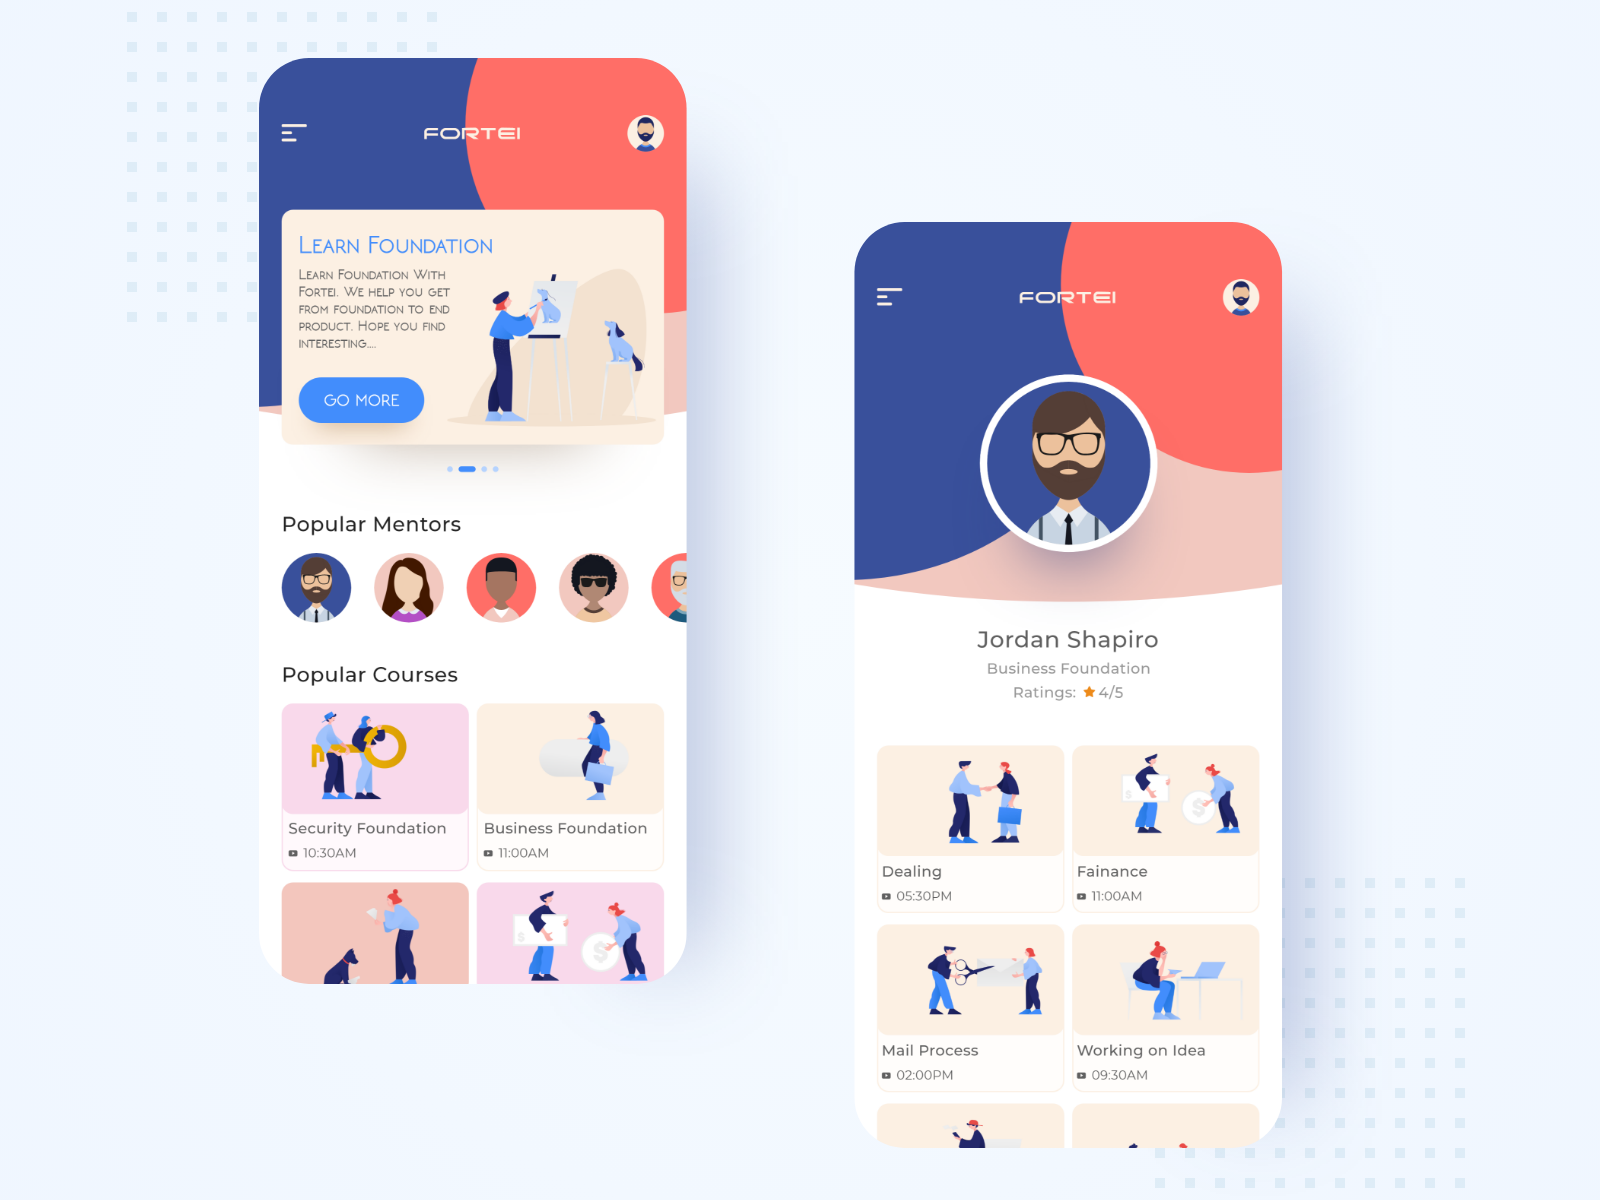 FORTEI
Learn Foundation
Learn Foundation With
Fortei. We help you get
from foundation to end
product. Hope you find
interesting....
GO MORE
Popular Mentors
Popular Courses
Security Foundation
10:30AM
Business Foundation
11:00AM
$
$
FORTEI
Jordan Shapiro
Business Foundation
Ratings: 4/5
Dealing
05:30PM
$
$
Fainance
11:00AM
Mail Process
02:00PM
Working on Idea
09:30AM